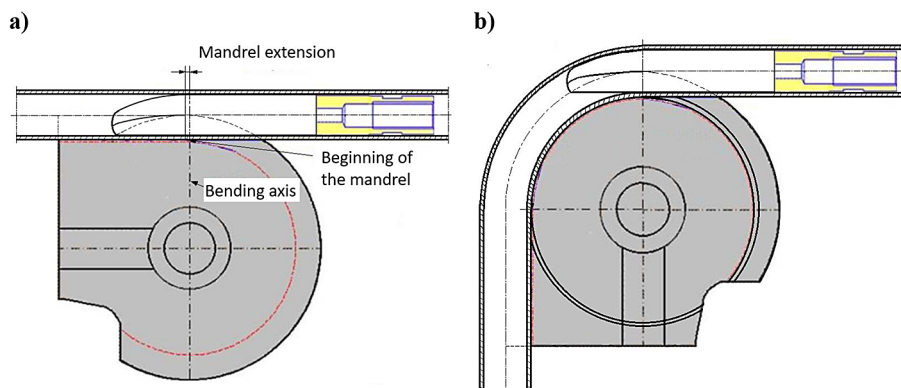 a)
b)
Mandrel extension
Beginning of
the mandrel
Bending axis